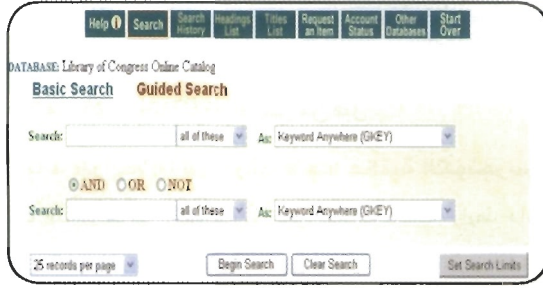 Help Search Search History Headings List Titles List Request an Item Account Status Other Databases Start Over
DATABASE: Library of Congress Online Catalog
Basic Search Guided Search
Search: all of these As: Keyword Anywhere (GKEY)
AND OR NOT
Search: all of these As: Keyword Anywhere (GKEY)
25 records per page Begin Search Clear Search Set Search Limits